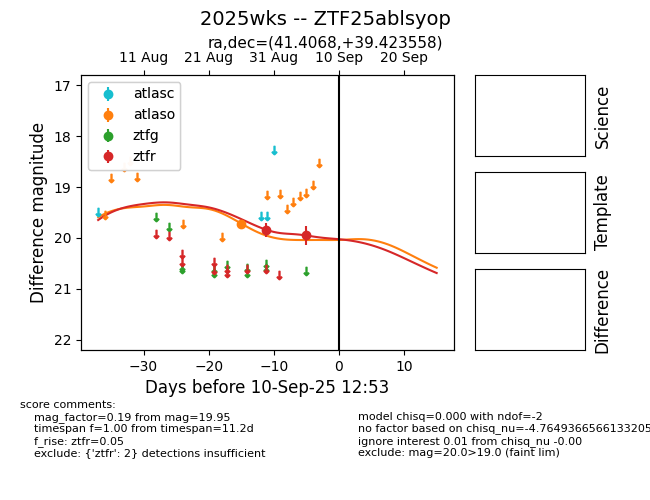 2025wks -- ZTF25ablsyop
ra,dec=(41.4068,+39.423558)
11 Aug 21 Aug 31 Aug 10 Sep 20 Sep
atlasc
atlaso
ztfg
ztfr
17
18
19
20
21
22
Difference magnitude
−30 −20 −10 0 10
Days before 10-Sep-25 12:53
Science
Template
Difference
score comments:
mag_factor=0.19 from mag=19.95
timespan f=1.00 from timespan=11.2d
f_rise: ztfr=0.05
exclude: {'ztfr': 2} detections insufficient
model chisq=0.000 with ndof=-2
no factor based on chisq_nu=-4.7649366566133205
ignore interest 0.01 from chisq_nu -0.00
exclude: mag=20.0>19.0 (faint lim)